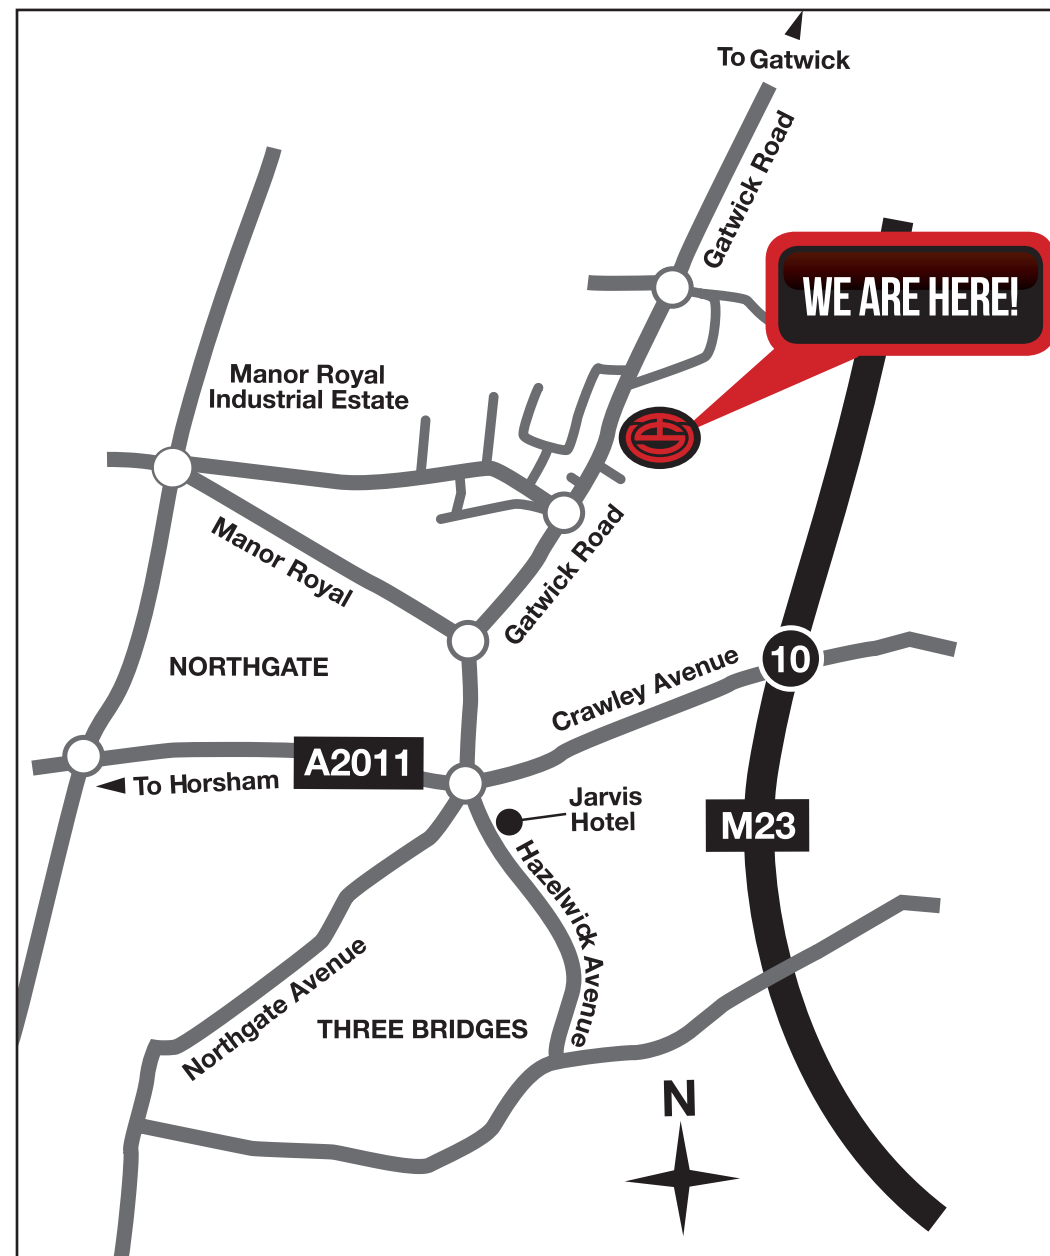 To Gatwick
Gatwick Road
WE ARE HERE!
Manor Royal
Industrial Estate
Manor Royal
Gatwick Road
NORTHGATE
Crawley Avenue
10
A2011
To Horsham
Jarvis
Hotel
M23
Hazelwick Avenue
Northgate Avenue
THREE BRIDGES
N